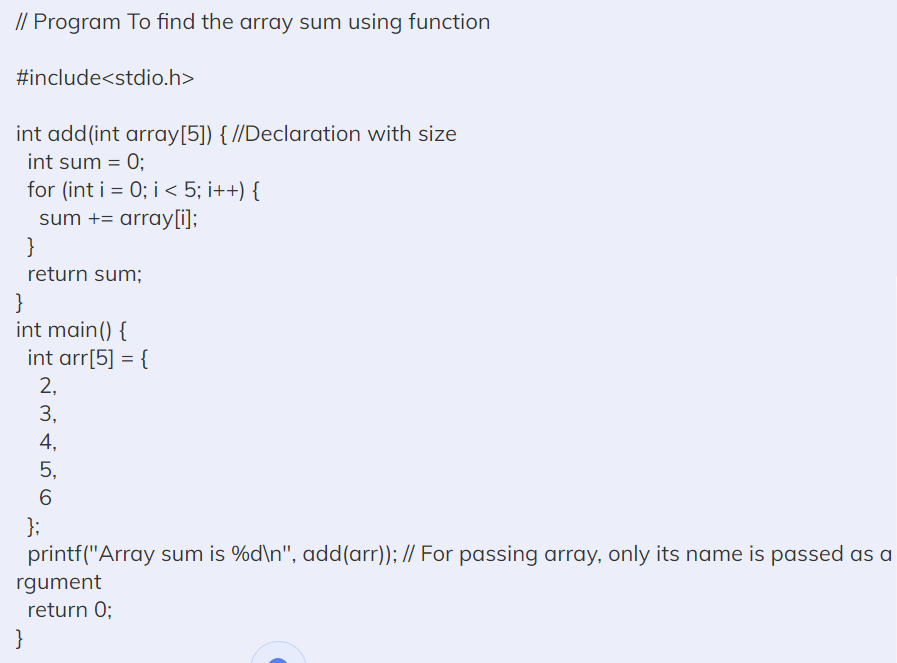 // Program To find the array sum using function
#include<stdio.h>
int add(int array[5]) { //Declaration with size
int sum = 0;
for (int i = 0; i < 5; i++) {
sum += array[i];
}
return sum;
}
int main() {
int arr[5] = {
2,
3,
4,
5,
6
};
printf("Array sum is %d\n", add(arr)); // For passing array, only its name is passed as a
rgument
return 0;
}